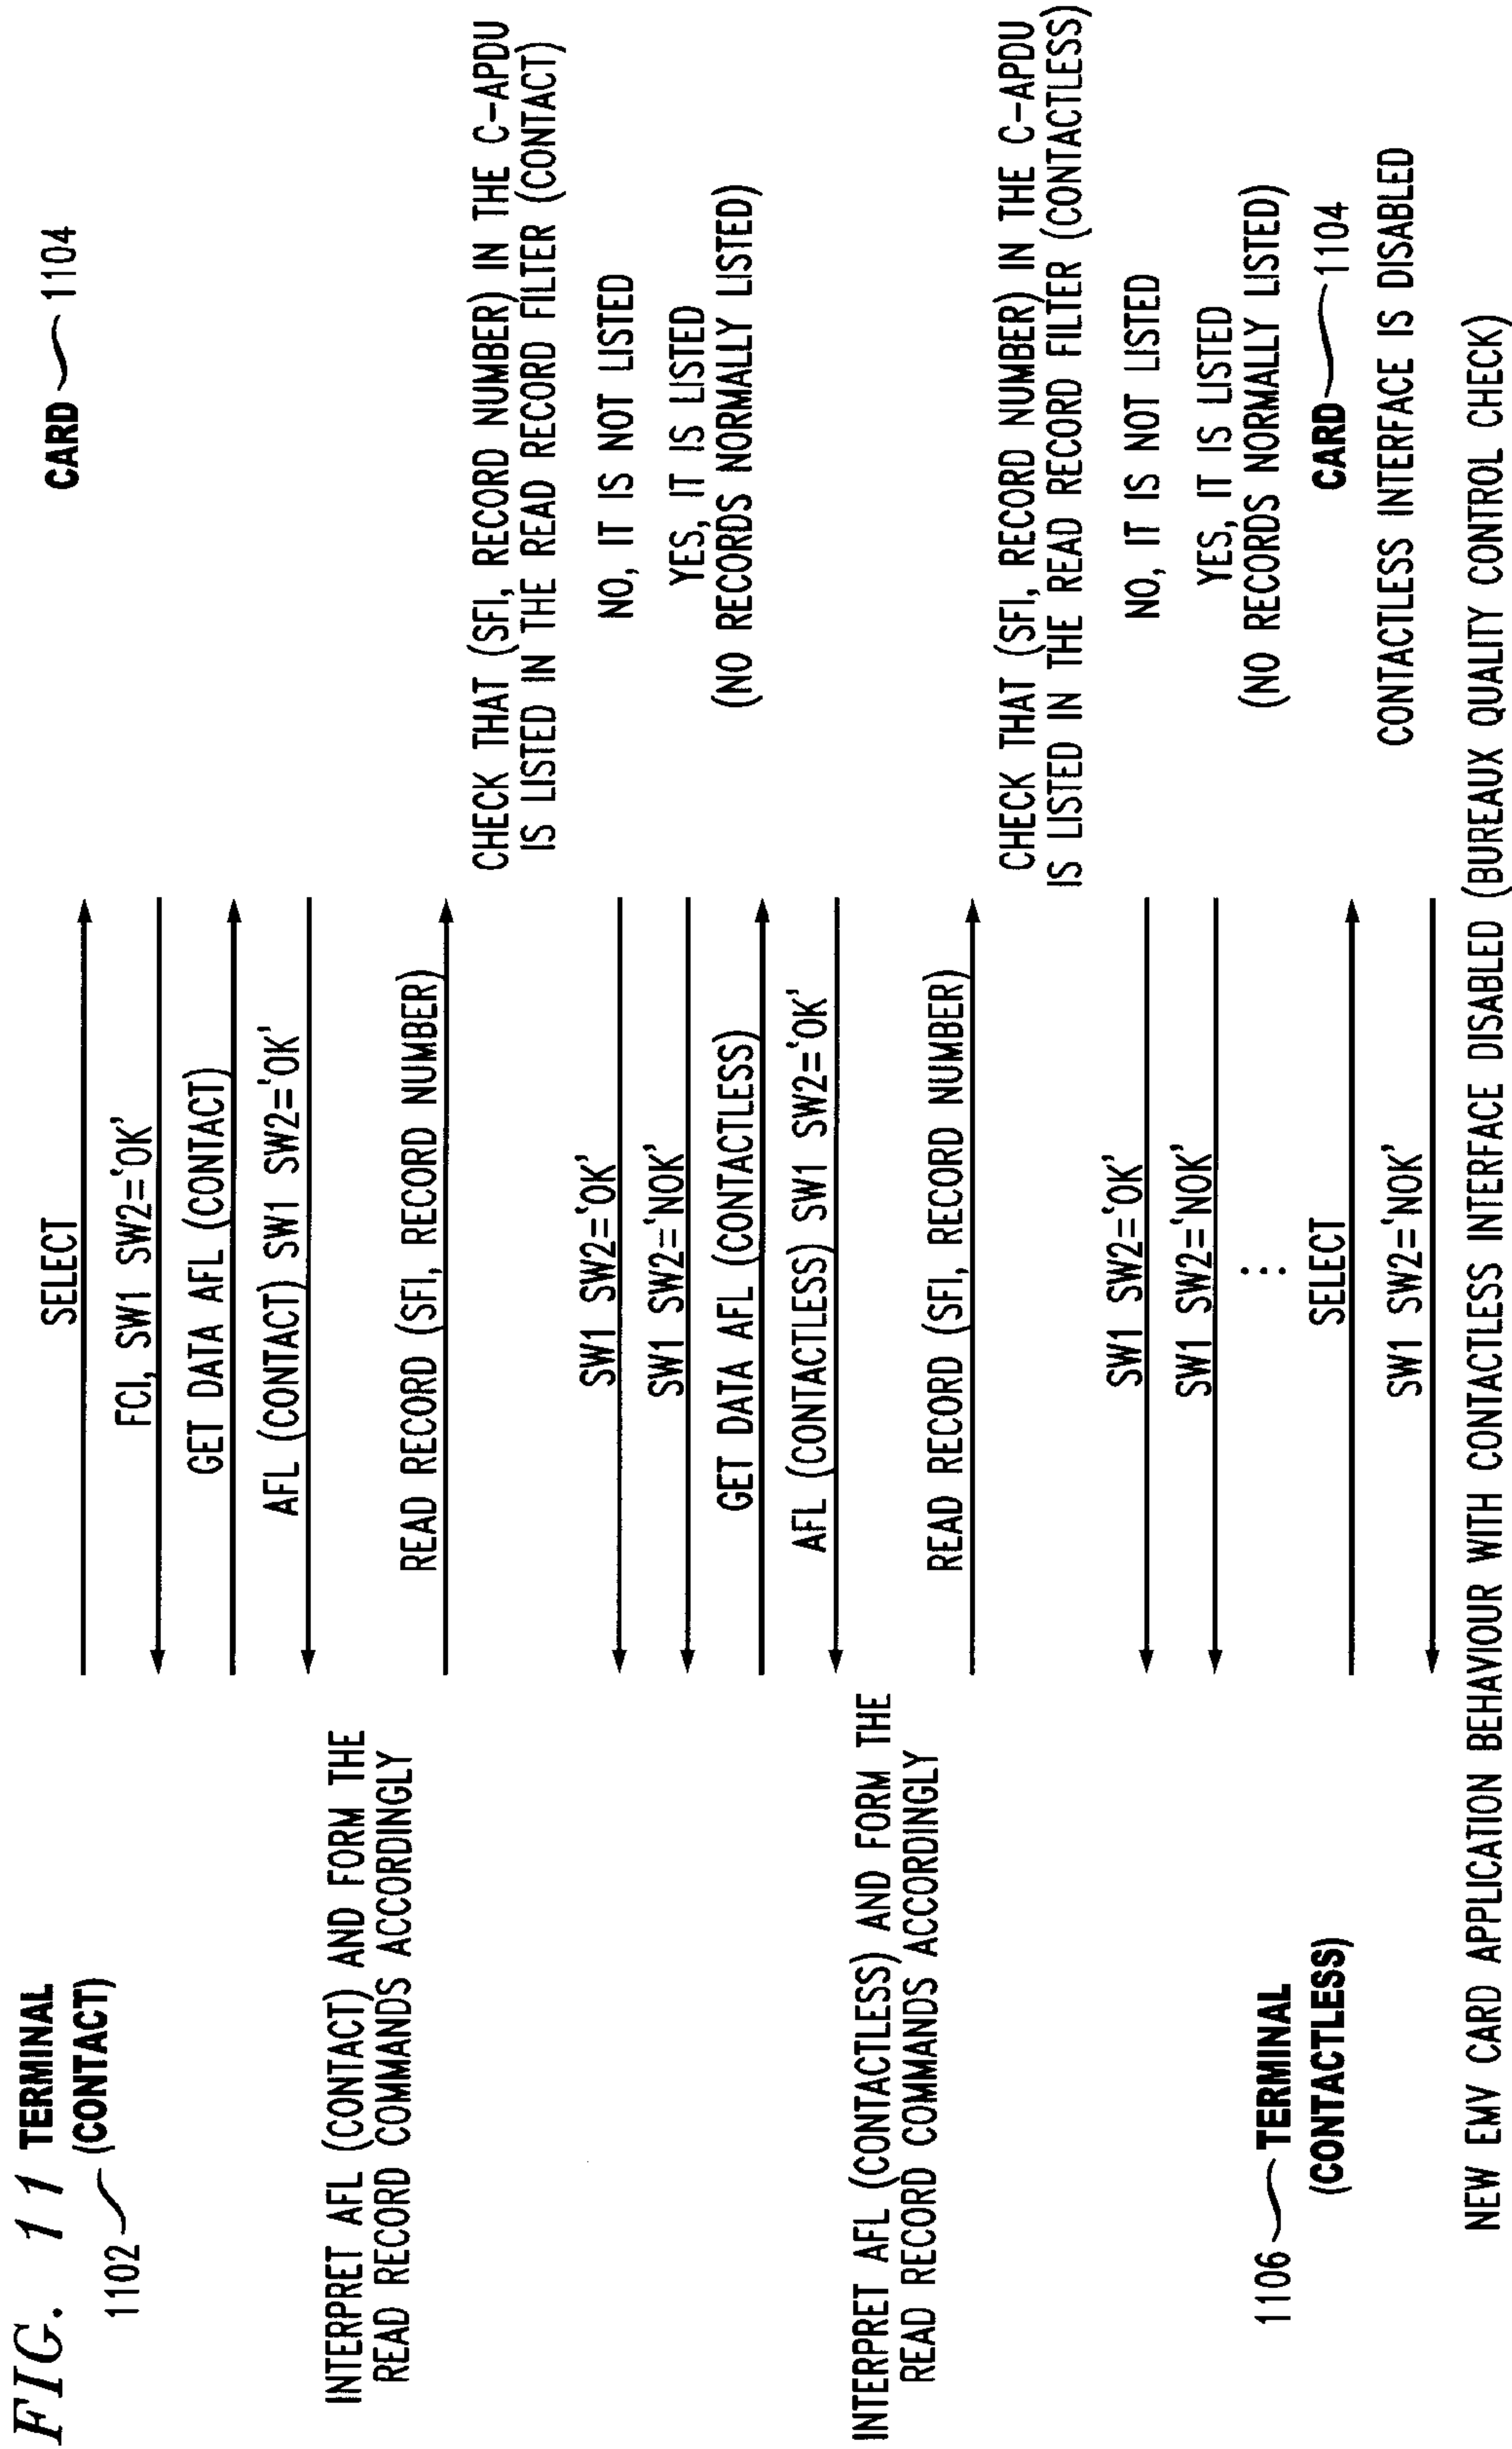 FIG. 11
TERMINAL
(CONTACT)
1102
CARD 1104
SELECT
FCI, SW1 SW2=‘OK’
GET DATA AFL (CONTACT)
AFL (CONTACT) SW1 SW2=‘OK’
INTERPRET AFL (CONTACT) AND FORM THE
READ RECORD COMMANDS ACCORDINGLY
READ RECORD (SFI, RECORD NUMBER)
CHECK THAT (SFI, RECORD NUMBER) IN THE C-APDU
IS LISTED IN THE READ RECORD FILTER (CONTACT)
SW1 SW2=‘OK’
NO, IT IS NOT LISTED
SW1 SW2=‘NOK’
YES, IT IS LISTED
(NO RECORDS NORMALLY LISTED)
GET DATA AFL (CONTACTLESS)
AFL (CONTACTLESS) SW1 SW2=‘OK’
INTERPRET AFL (CONTACTLESS) AND FORM THE
READ RECORD COMMANDS ACCORDINGLY
READ RECORD (SFI, RECORD NUMBER)
CHECK THAT (SFI, RECORD NUMBER) IN THE C-APDU
IS LISTED IN THE READ RECORD FILTER (CONTACTLESS)
SW1 SW2=‘OK’
NO, IT IS NOT LISTED
SW1 SW2=‘NOK’
YES, IT IS LISTED
(NO RECORDS NORMALLY LISTED)
1106 TERMINAL
(CONTACTLESS)
SELECT
CARD 1104
SW1 SW2=‘NOK’
CONTACTLESS INTERFACE IS DISABLED
NEW EMV CARD APPLICATION BEHAVIOUR WITH CONTACTLESS INTERFACE DISABLED (BUREAUX QUALITY CONTROL CHECK)